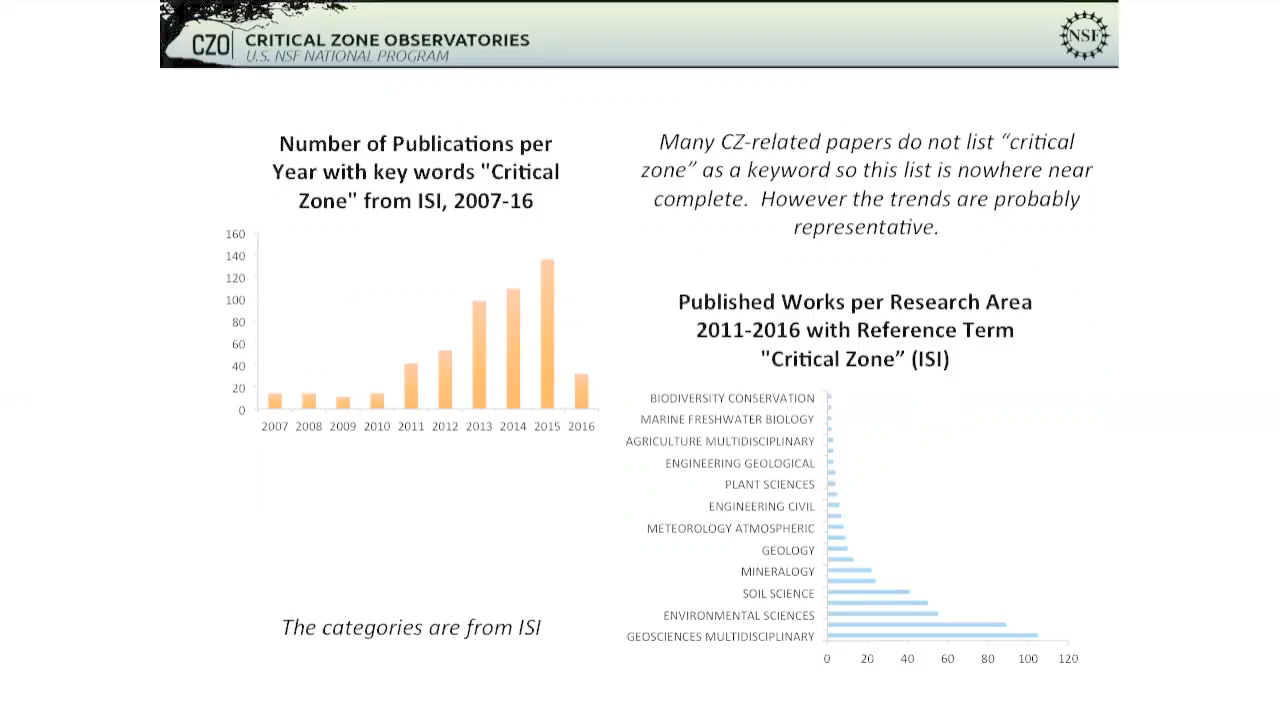 CZO
CRITICAL ZONE OBSERVATORIES
U.S. NSF NATIONAL PROGRAM
NSF
Number of Publications per
Year with key words "Critical
Zone" from ISI, 2007-16
160
140
120
100
80
60
40
20
0
2007 2008 2009 2010 2011 2012 2013 2014 2015 2016
The categories are from ISI
Many CZ-related papers do not list “critical
zone” as a keyword so this list is nowhere near
complete. However the trends are probably
representative.
Published Works per Research Area
2011-2016 with Reference Term
"Critical Zone” (ISI)
BIODIVERSITY CONSERVATION
MARINE FRESHWATER BIOLOGY
AGRICULTURE MULTIDISCIPLINARY
ENGINEERING GEOLOGICAL
PLANT SCIENCES
ENGINEERING CIVIL
METEOROLOGY ATMOSPHERIC
GEOLOGY
MINERALOGY
SOIL SCIENCE
ENVIRONMENTAL SCIENCES
GEOSCIENCES MULTIDISCIPLINARY
0 20 40 60 80 100 120